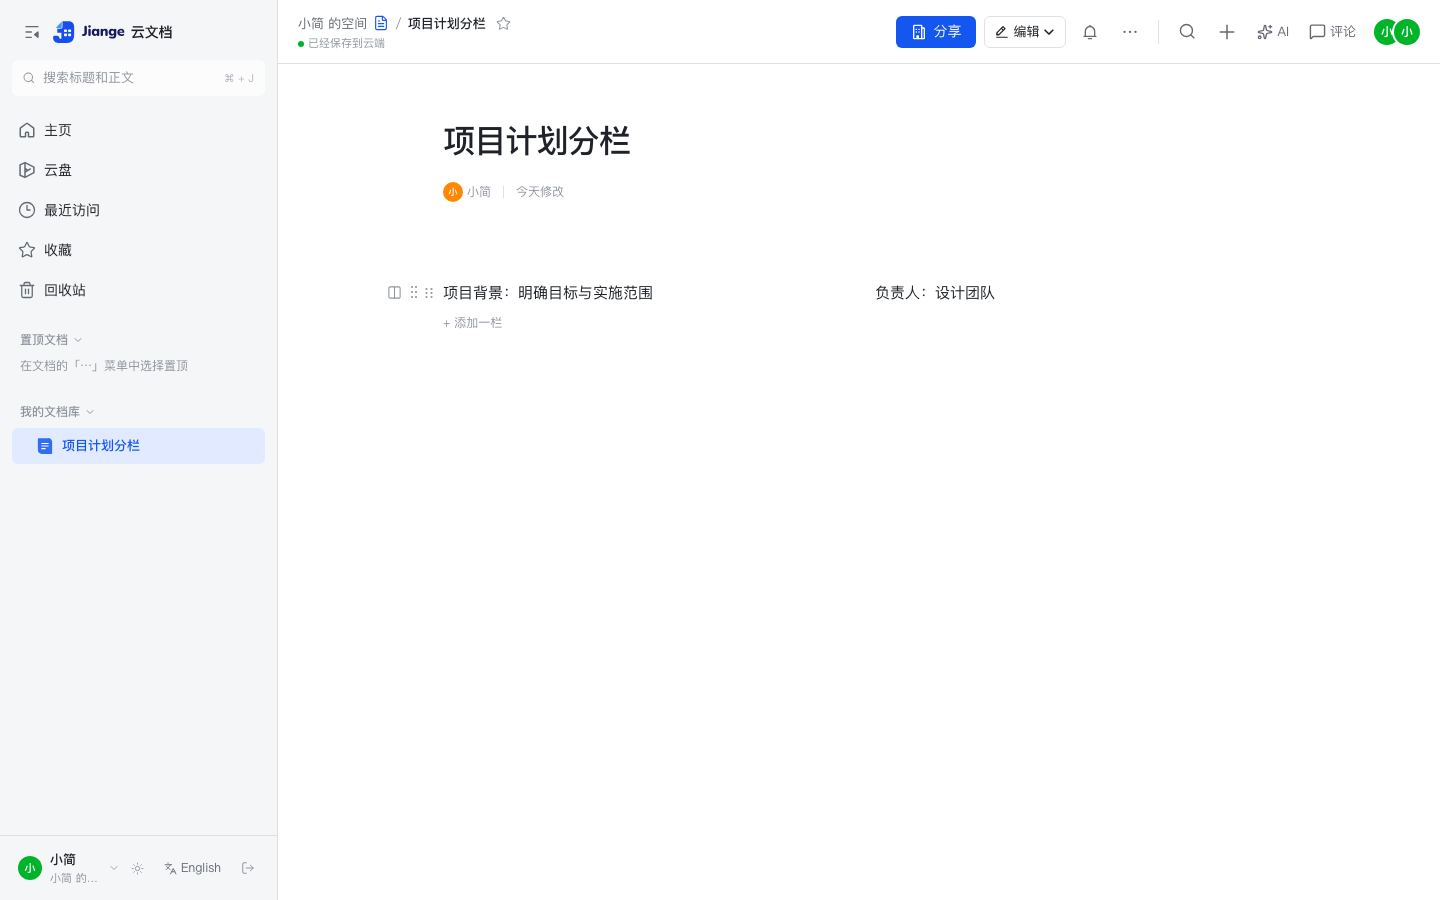 Jiange 云文档
搜索标题和正文 ⌘ + J
主页
云盘
最近访问
收藏
回收站
置顶文档
在文档的「…」菜单中选择置顶
我的文档库
项目计划分栏
小 小简
小简 的...
English
小简 的空间 / 项目计划分栏
已经保存到云端
分享
编辑
AI
评论
小 小
项目计划分栏
小 小简 今天修改
项目背景：明确目标与实施范围
负责人：设计团队
+ 添加一栏